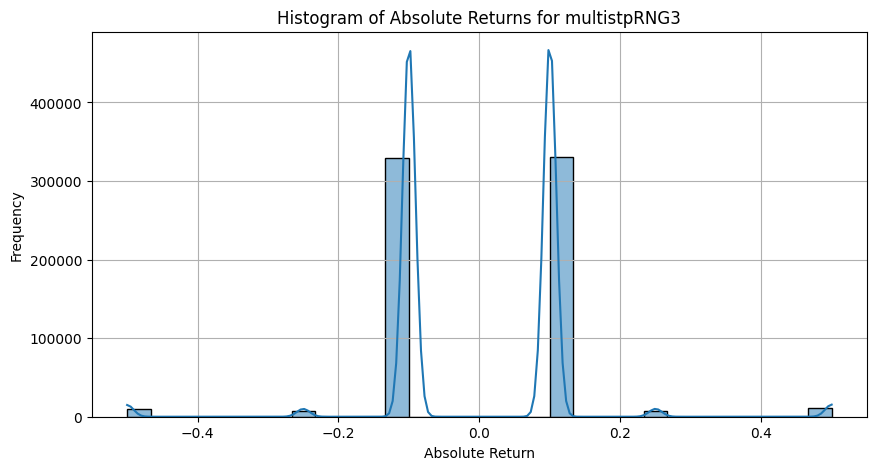 Histogram of Absolute Returns for multistpRNG3
Frequency
400000
300000
200000
100000
0
−0.4 −0.2 0.0 0.2 0.4
Absolute Return